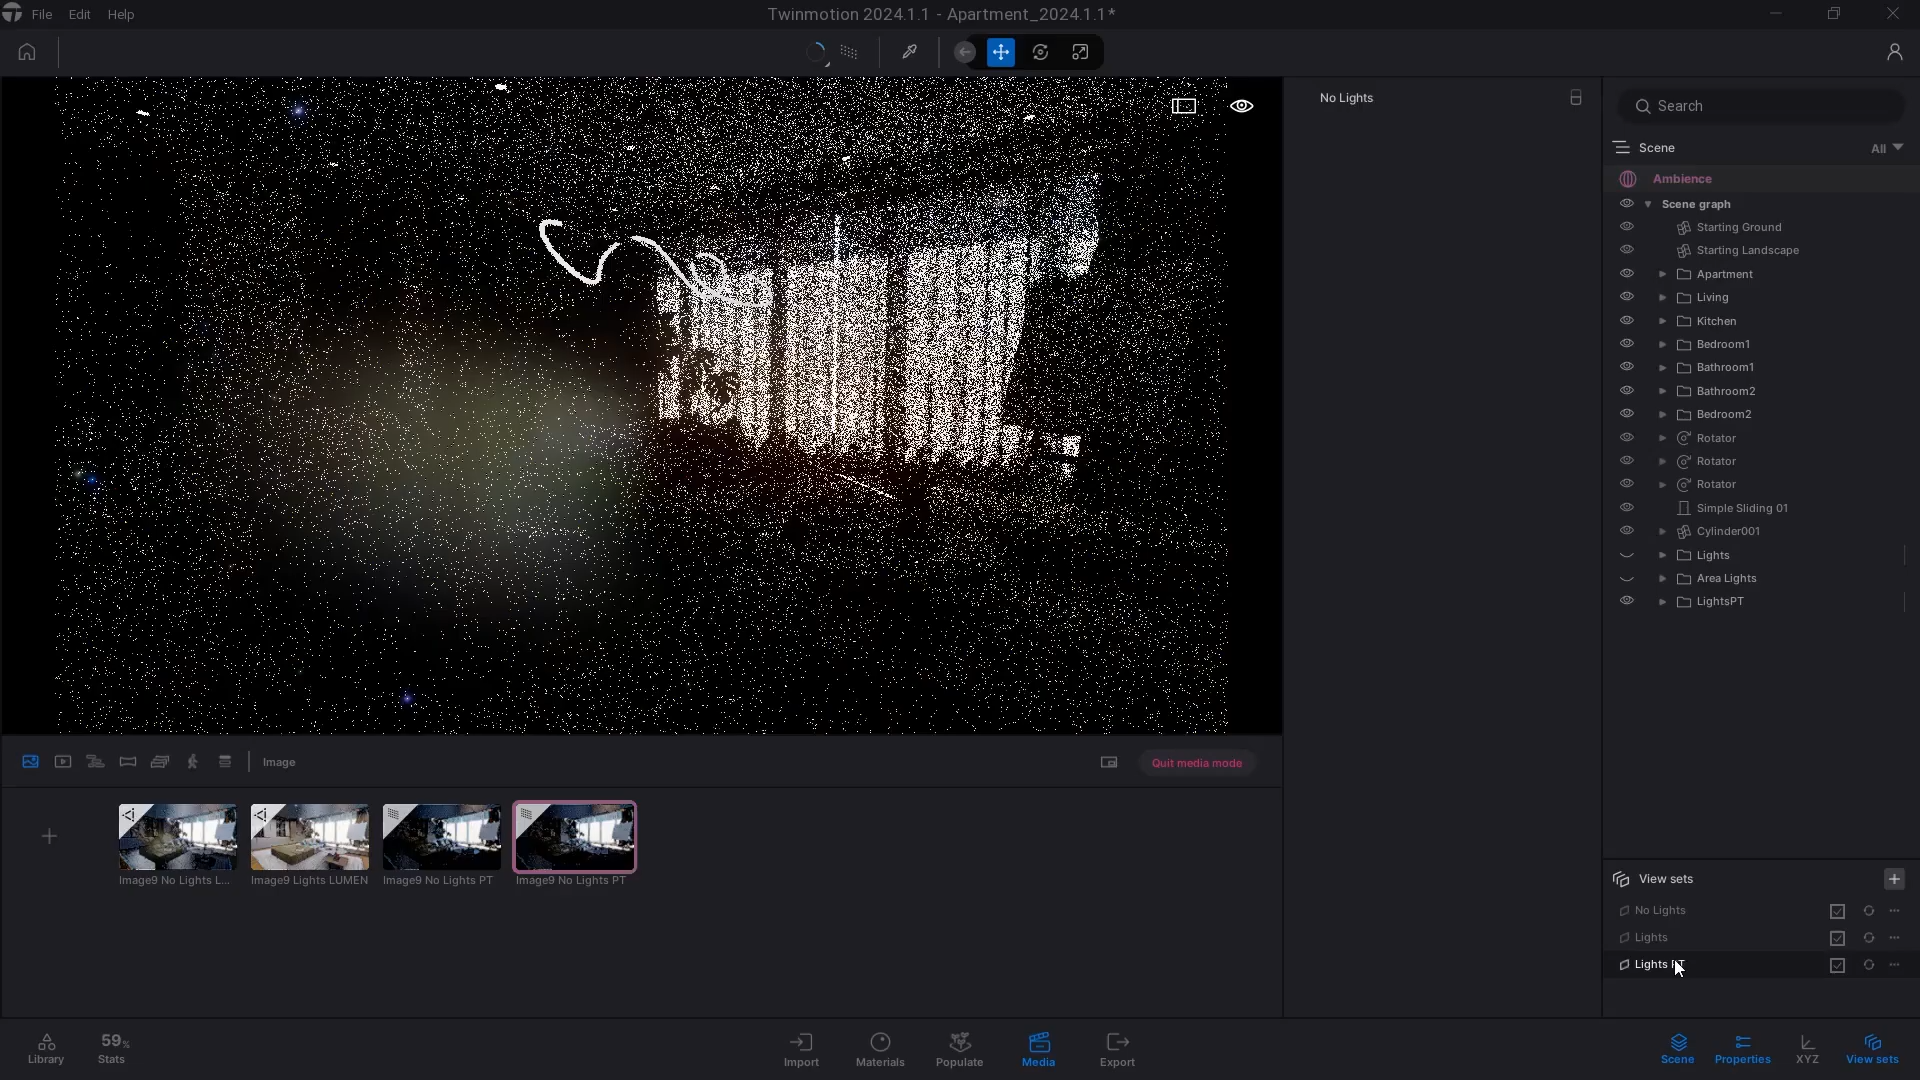 File Edit Help
Twinmotion 2024.1.1 - Apartment_2024.1.1*
No Lights
Search
Scene
All
Ambience
Scene graph
Starting Ground
Starting Landscape
Apartment
Living
Kitchen
Bedroom1
Bathroom1
Bathroom2
Bedroom2
Rotator
Rotator
Rotator
Simple Sliding 01
Cylinder001
Lights
Area Lights
LightsPT
Image
Quit media mode
Image9 No Lights L...
Image9 Lights LUMEN
Image9 No Lights PT
Image9 No Lights PT
View sets
No Lights
Lights
Lights PT
Library
59%
Stats
Import
Materials
Populate
Media
Export
Scene
Properties
XYZ
View sets